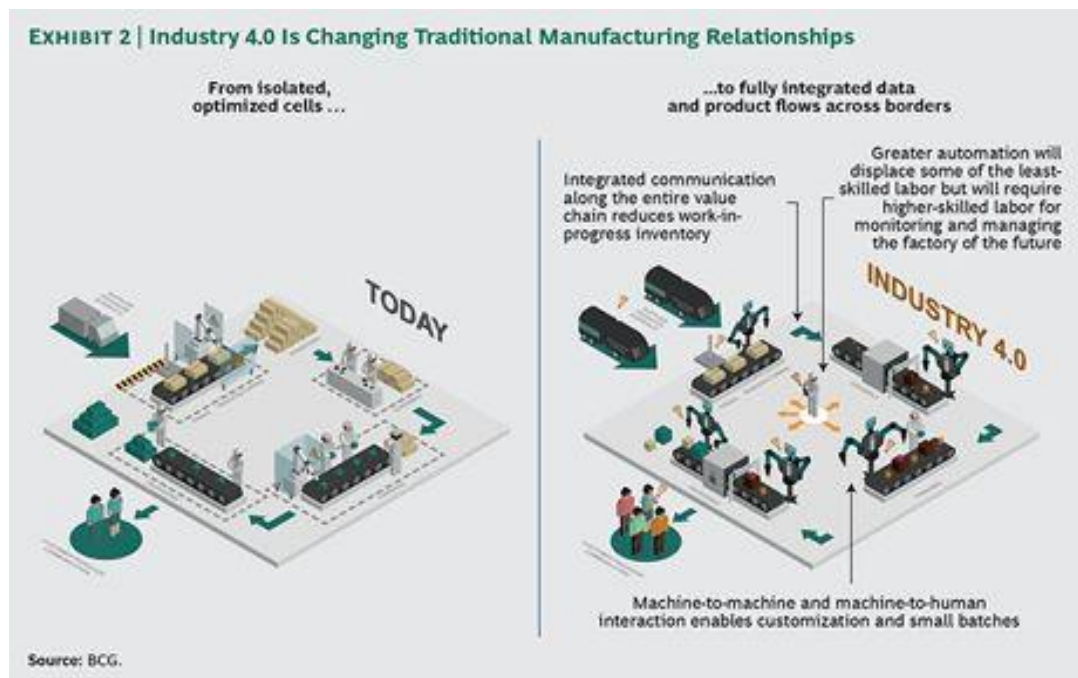 EXHIBIT 2 | Industry 4.0 Is Changing Traditional Manufacturing Relationships
From isolated,
optimized cells ...
...to fully integrated data
and product flows across borders
Integrated communication
along the entire value
chain reduces work-in-
progress inventory
Greater automation will
displace some of the least-
skilled labor but will require
higher-skilled labor for
monitoring and managing
the factory of the future
TODAY
INDUSTRY 4.0
Machine-to-machine and machine-to-human
interaction enables customization and small batches
Source: BCG.